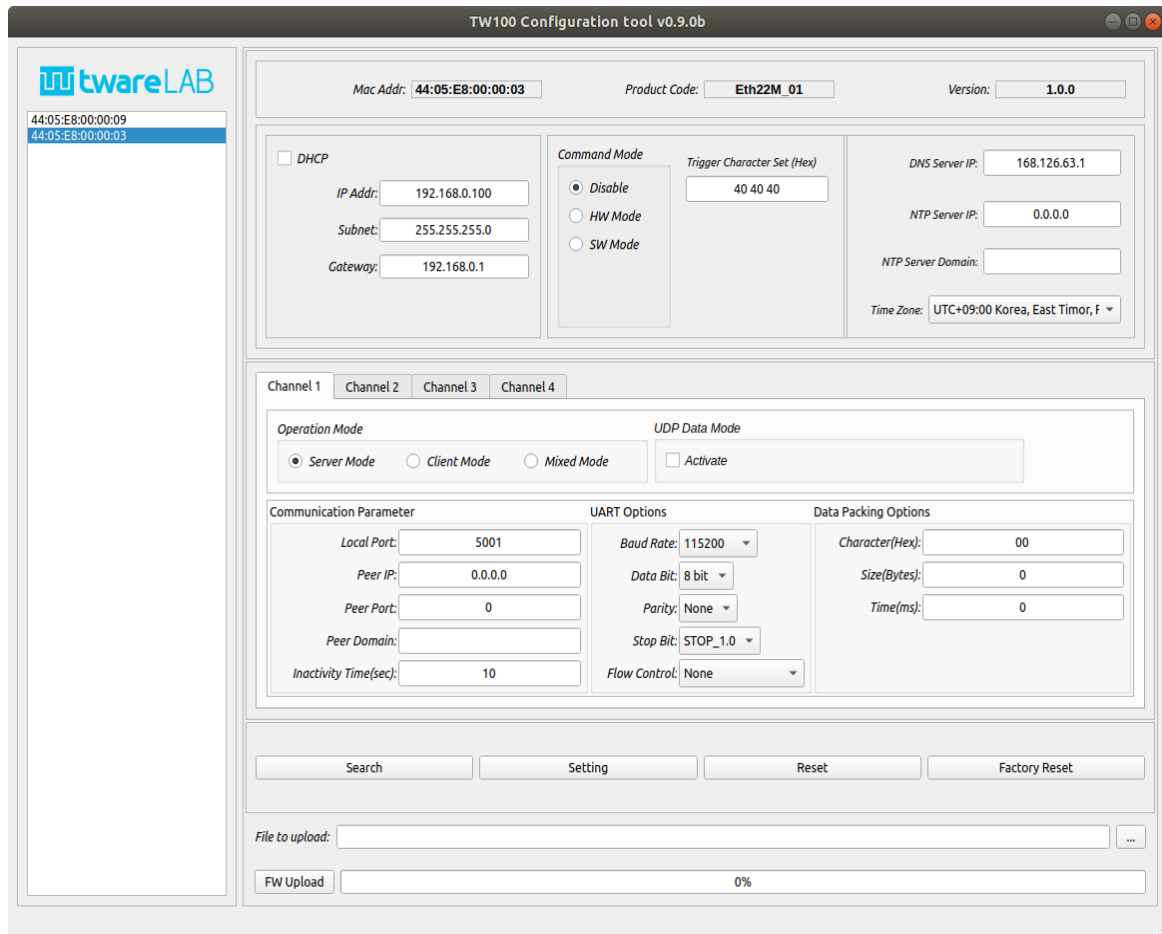 TW100 Configuration tool v0.9.0b
twareLAB
44:05:E8:00:00:09
44:05:E8:00:00:03
Mac Addr: 44:05:E8:00:00:03 Product Code: Eth22M_01 Version: 1.0.0
DHCP
IP Addr: 192.168.0.100
Subnet: 255.255.255.0
Gateway: 192.168.0.1
Command Mode
Disable
HW Mode
SW Mode
Trigger Character Set (Hex)
40 40 40
DNS Server IP: 168.126.63.1
NTP Server IP: 0.0.0.0
NTP Server Domain:
Time Zone: UTC+09:00 Korea, East Timor,
Channel 1 Channel 2 Channel 3 Channel 4
Operation Mode
Server Mode Client Mode Mixed Mode
UDP Data Mode
Activate
Communication Parameter
Local Port: 5001
Peer IP: 0.0.0.0
Peer Port: 0
Peer Domain:
Inactivity Time(sec): 10
UART Options
Baud Rate: 115200
Data Bit: 8 bit
Parity: None
Stop Bit: STOP_1.0
Flow Control: None
Data Packing Options
Character(Hex): 00
Size(Bytes): 0
Time(ms): 0
Search Setting Reset Factory Reset
File to upload: ...
FW Upload 0%